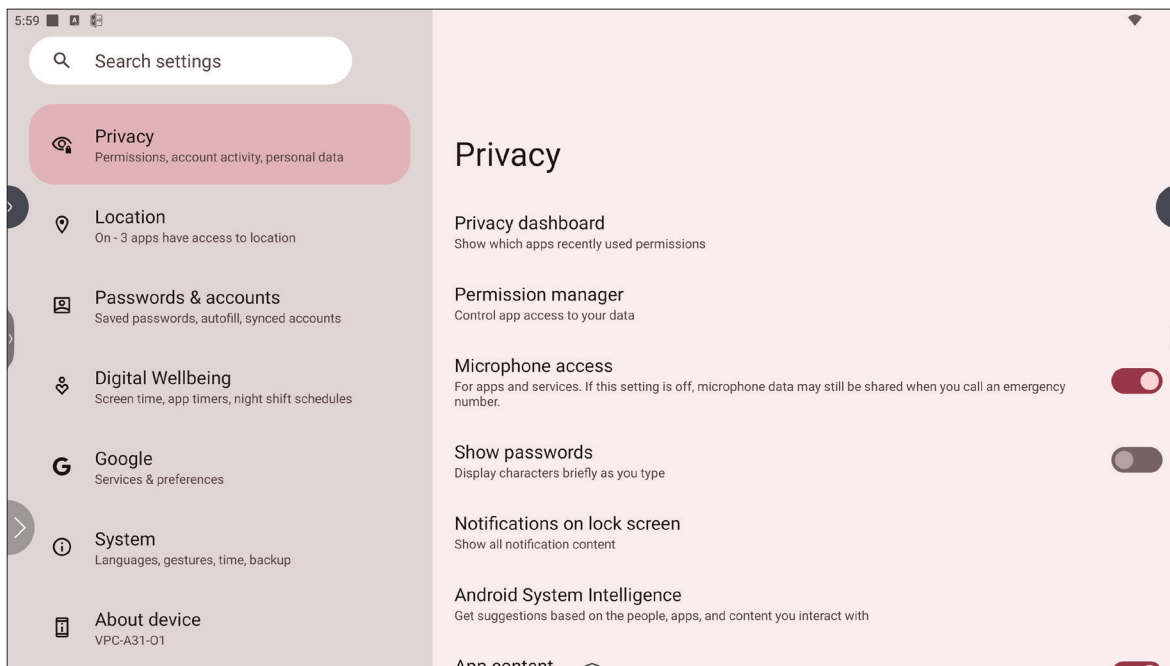 5:59
Search settings
Privacy
Permissions, account activity, personal data
Location
On - 3 apps have access to location
Passwords & accounts
Saved passwords, autofill, synced accounts
Digital Wellbeing
Screen time, app timers, night shift schedules
Google
Services & preferences
System
Languages, gestures, time, backup
About device
VPC-A31-O1
Privacy
Privacy dashboard
Show which apps recently used permissions
Permission manager
Control app access to your data
Microphone access
For apps and services. If this setting is off, microphone data may still be shared when you call an emergency
number.
Show passwords
Display characters briefly as you type
Notifications on lock screen
Show all notification content
Android System Intelligence
Get suggestions based on the people, apps, and content you interact with
App content